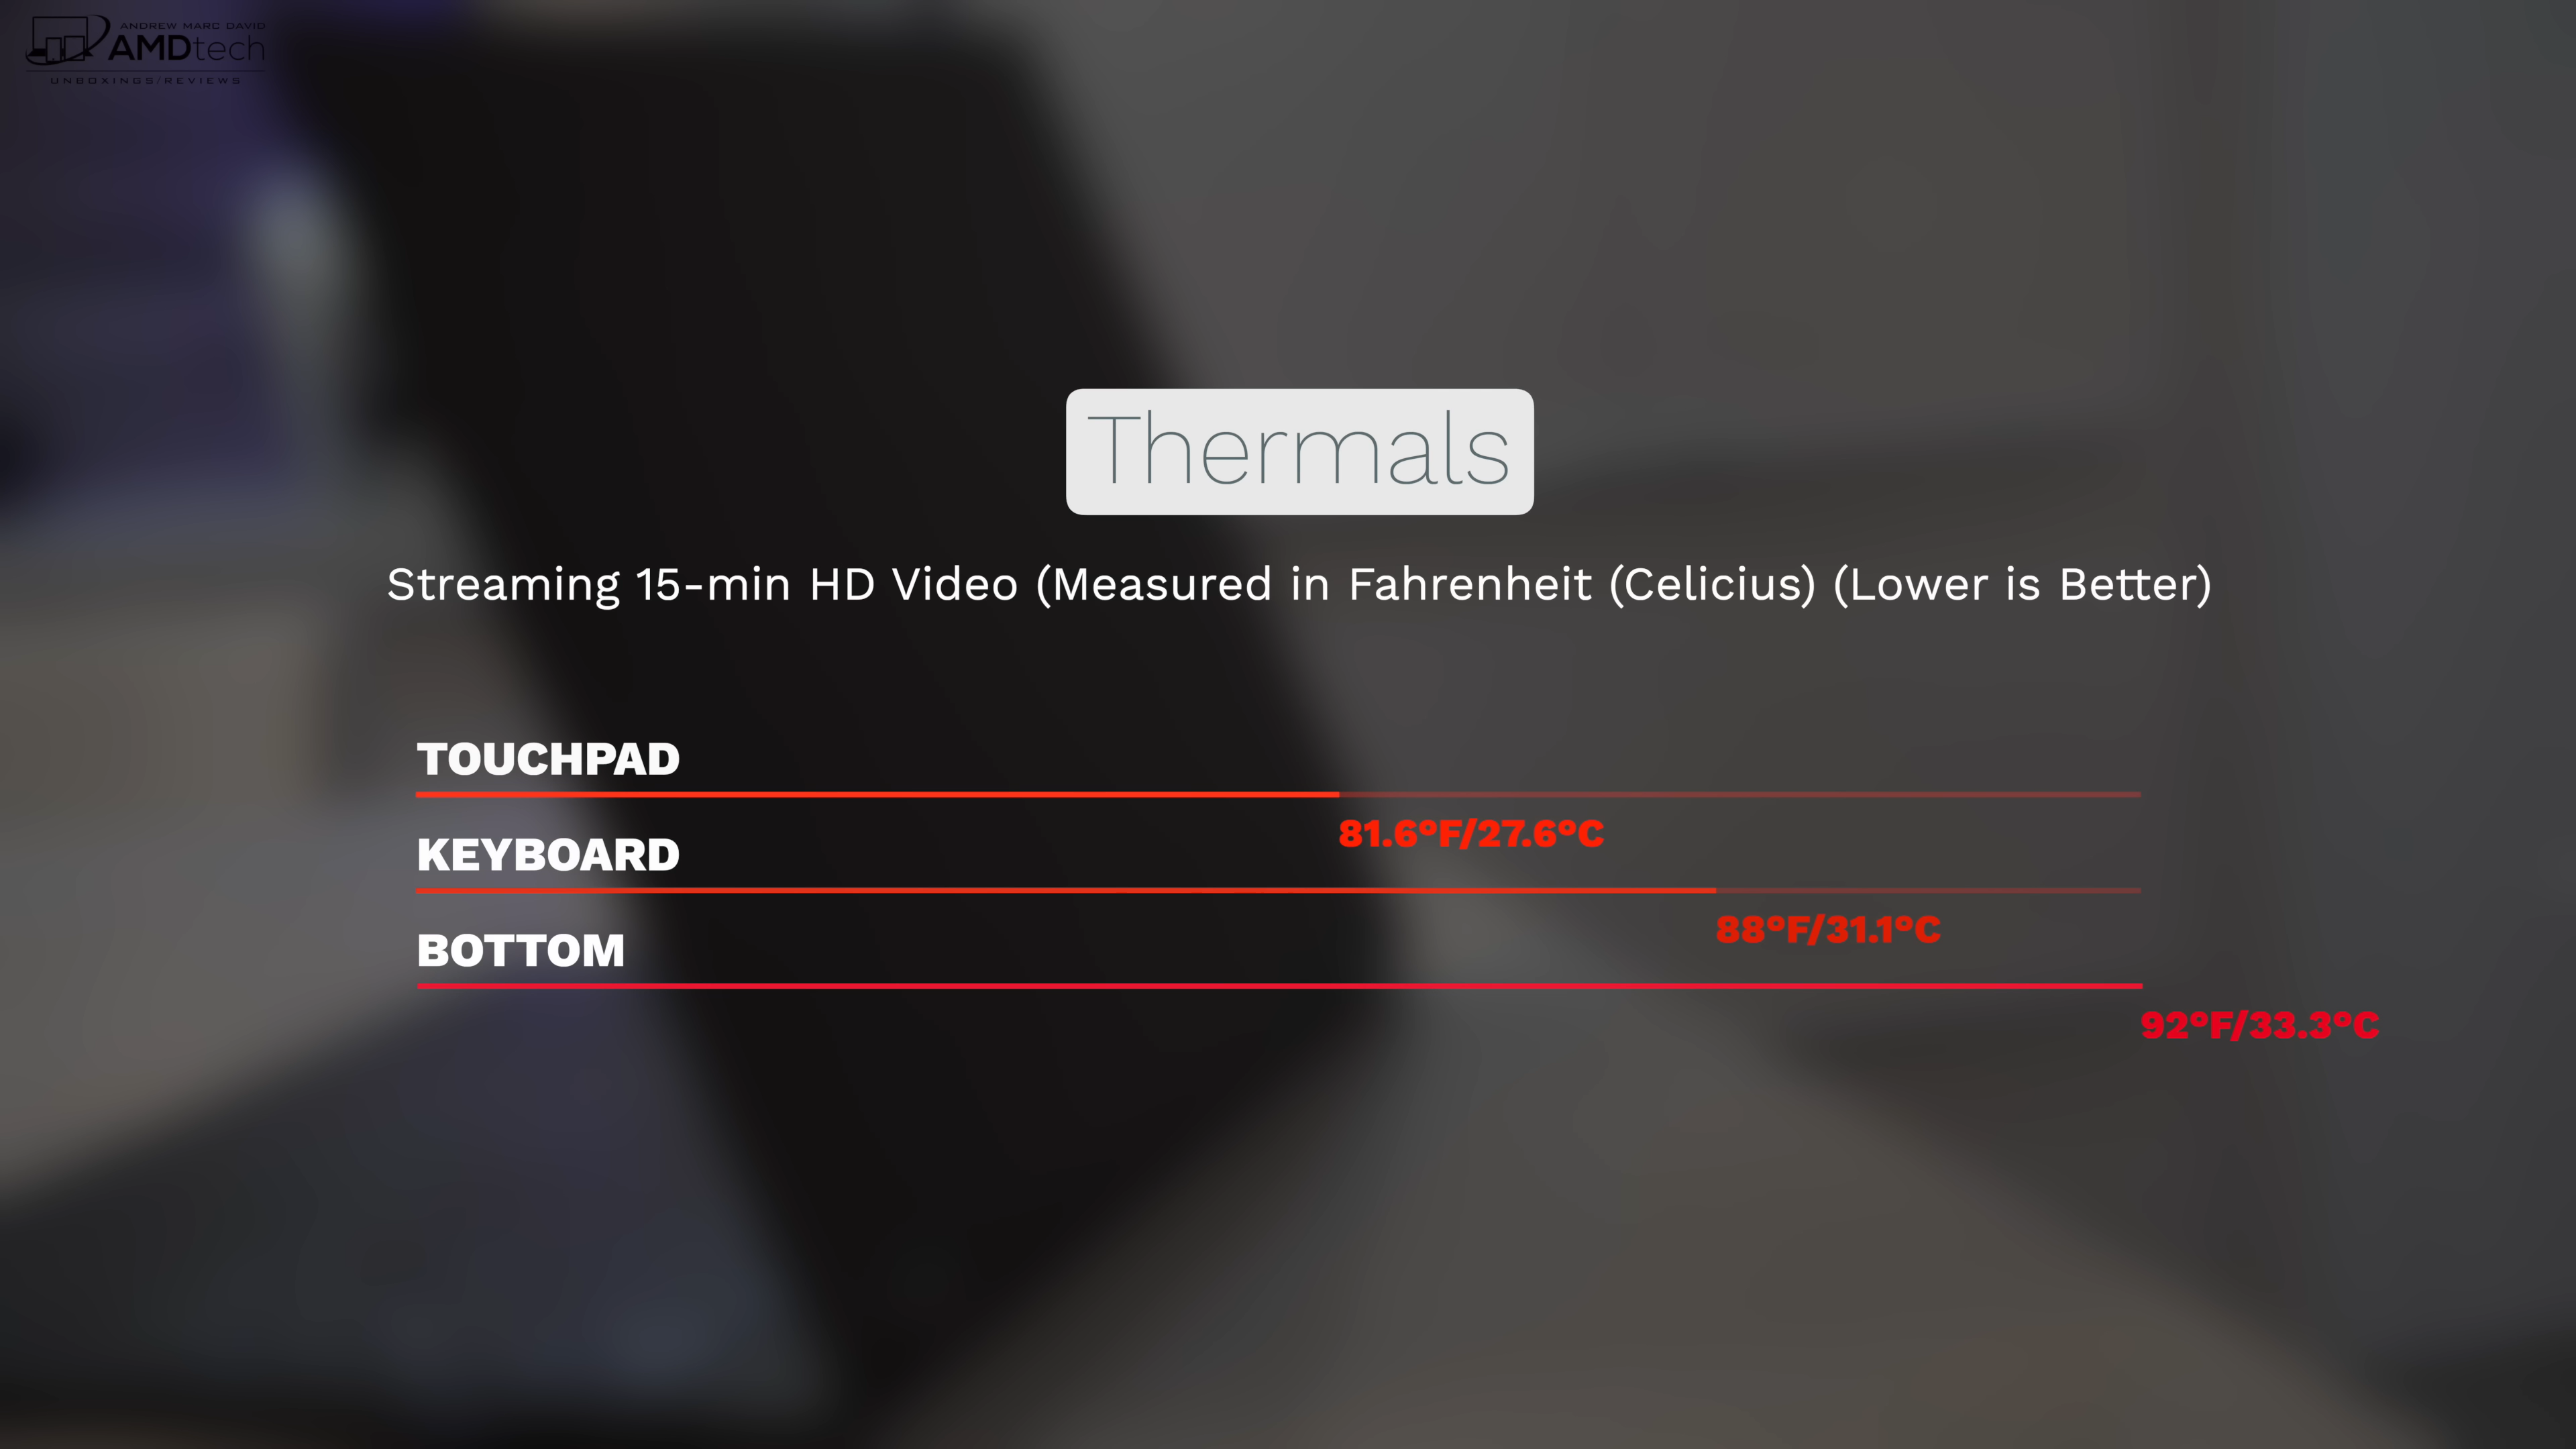 ANDREW MARC DAVID
AMDtech
UNBOXINGS/REVIEWS
Thermals
Streaming 15-min HD Video (Measured in Fahrenheit (Celicius) (Lower is Better)
TOUCHPAD
81.6°F/27.6°C
KEYBOARD
88°F/31.1°C
BOTTOM
92°F/33.3°C